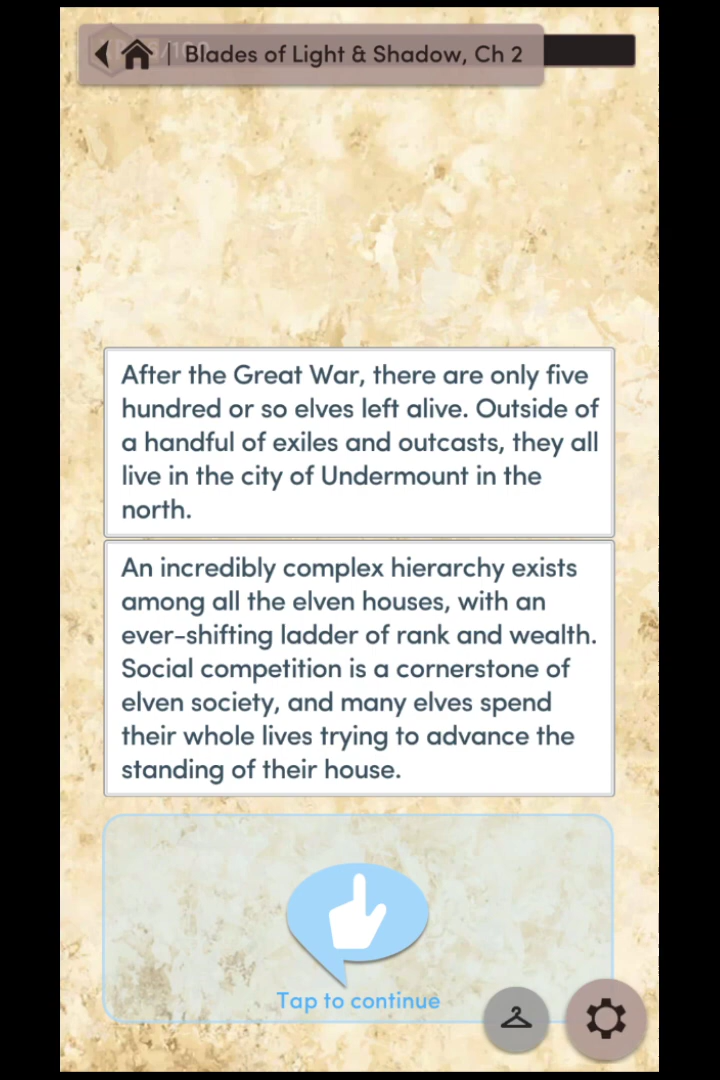 | Blades of Light & Shadow, Ch 2
After the Great War, there are only five
hundred or so elves left alive. Outside of
a handful of exiles and outcasts, they all
live in the city of Undermount in the
north.
An incredibly complex hierarchy exists
among all the elven houses, with an
ever-shifting ladder of rank and wealth.
Social competition is a cornerstone of
elven society, and many elves spend
their whole lives trying to advance the
standing of their house.
Tap to continue